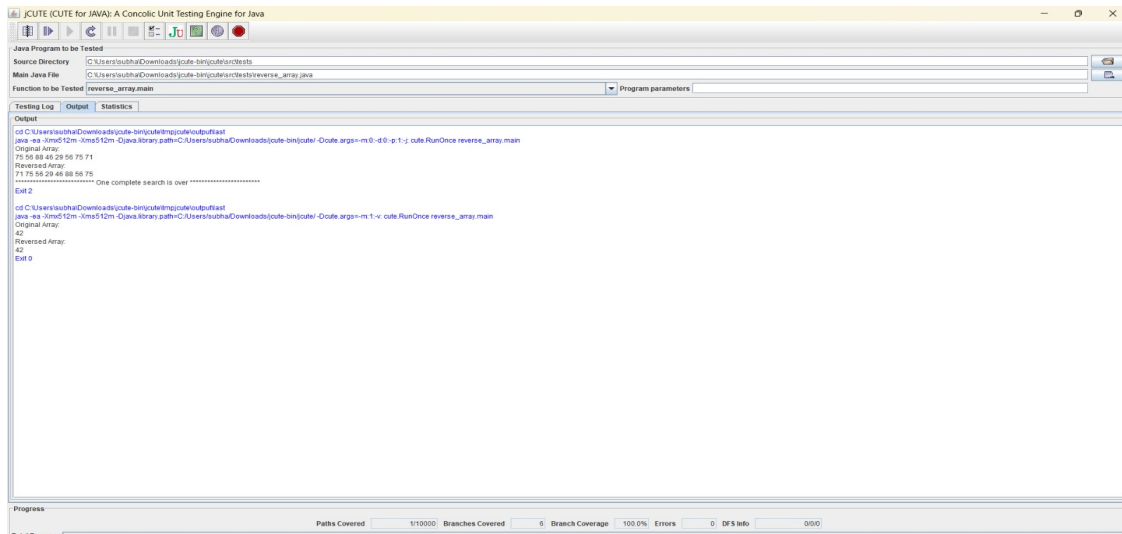 jCUTE (CUTE for JAVA): A Concolic Unit Testing Engine for Java
JU
Java Program to be Tested
Source Directory C:\Users\subha\Downloads\jcute-bin\jcute\src\tests
Main Java File C:\Users\subha\Downloads\jcute-bin\jcute\src\tests\reverse_array.java
Function to be Tested reverse_array.main Program parameters
Testing Log Output Statistics
Output
cd C:\Users\subha\Downloads\jcute-bin\jcute\tmpjcute\output\last
java -ea -Xmx512m -Xms512m -Djava.library.path=C:/Users/subha/Downloads/jcute-bin/jcute/ -Dcute.args=-m:0:-d:0:-p:1:-j: cute.RunOnce reverse_array.main
Original Array:
75 56 88 46 29 56 75 71
Reversed Array:
71 75 56 29 46 88 56 75
*************************** One complete search is over ************************
Exit 2
cd C:\Users\subha\Downloads\jcute-bin\jcute\tmpjcute\output\last
java -ea -Xmx512m -Xms512m -Djava.library.path=C:/Users/subha/Downloads/jcute-bin/jcute/ -Dcute.args=-m:1:-v: cute.RunOnce reverse_array.main
Original Array:
42
Reversed Array:
42
Exit 0
Progress
Paths Covered 1/10000 Branches Covered 6 Branch Coverage 100.0% Errors 0 DFS Info 0/0/0